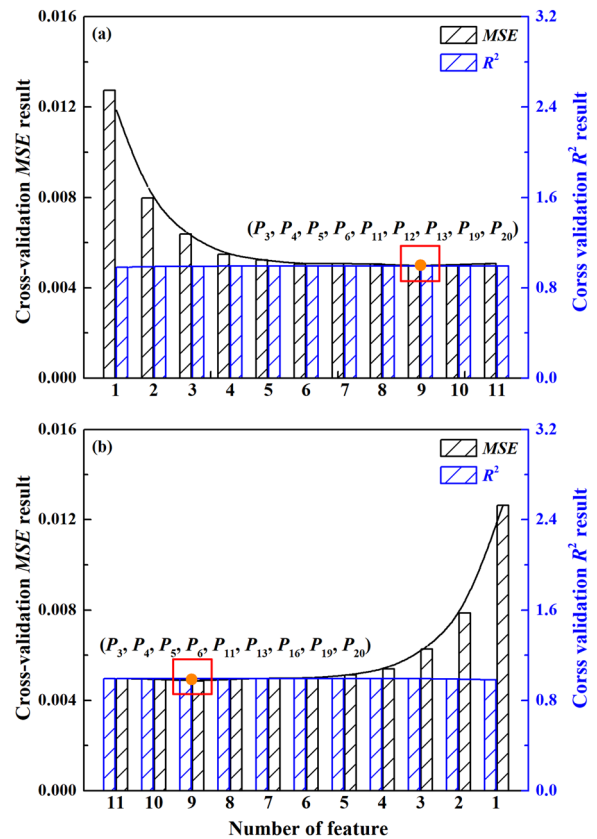 (a)
MSE
R²
0.016
0.012
0.008
0.004
0.000
Cross-validation MSE result
3.2
2.4
1.6
0.8
0.0
Corss validation R² result
(P₃, P₄, P₅, P₆, P₁₁, P₁₂, P₁₃, P₁₉, P₂₀)
1 2 3 4 5 6 7 8 9 10 11
(b)
MSE
R²
0.016
0.012
0.008
0.004
0.000
Cross-validation MSE result
3.2
2.4
1.6
0.8
0.0
Corss validation R² result
(P₃, P₄, P₅, P₆, P₁₁, P₁₃, P₁₆, P₁₉, P₂₀)
11 10 9 8 7 6 5 4 3 2 1
Number of feature